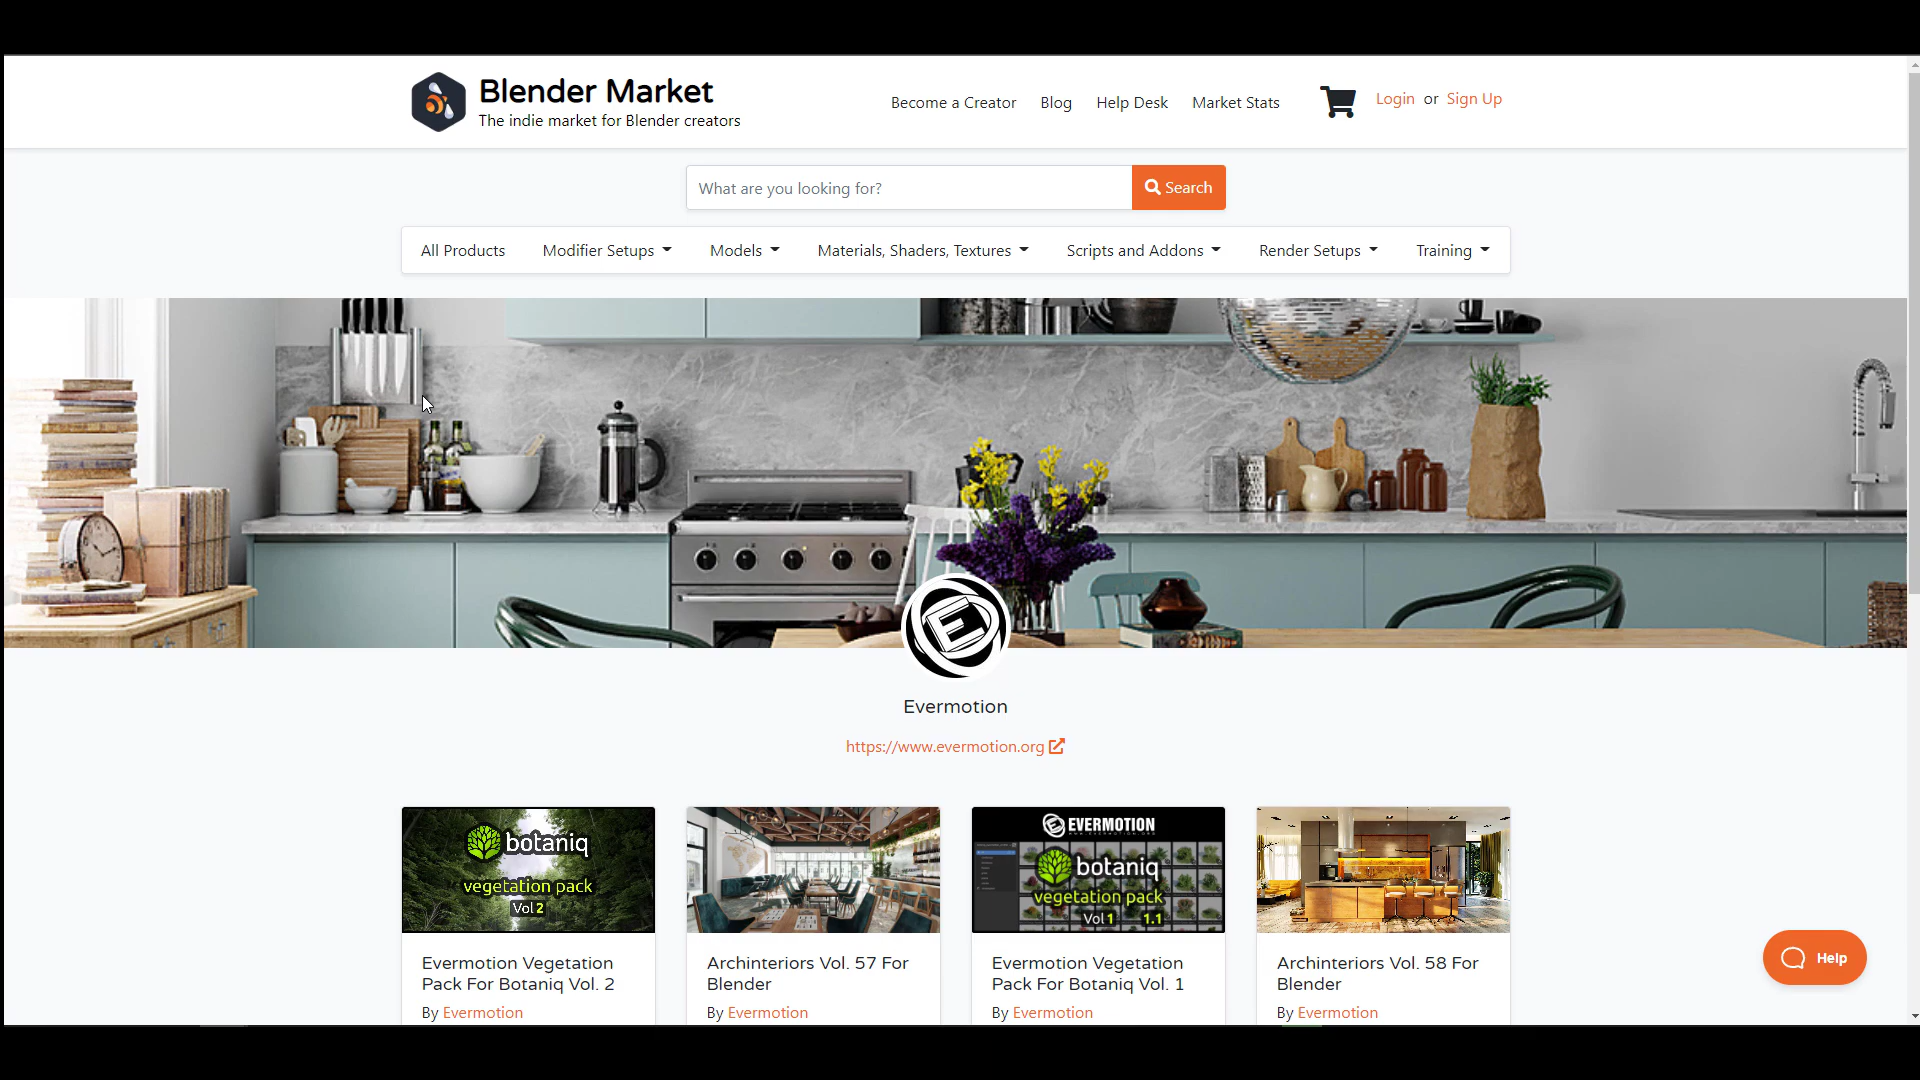 Blender Market
The indie market for Blender creators
Become a Creator
Blog
Help Desk
Market Stats
Login or Sign Up
What are you looking for?
Search
All Products
Modifier Setups
Models
Materials, Shaders, Textures
Scripts and Addons
Render Setups
Training
Evermotion
https://www.evermotion.org
botaniq
vegetation pack
Vol 2
EVERMOTION
botaniq
vegetation pack
Vol 1 1.1
Evermotion Vegetation
Pack For Botaniq Vol. 2
By Evermotion
Archinteriors Vol. 57 For
Blender
By Evermotion
Evermotion Vegetation
Pack For Botaniq Vol. 1
By Evermotion
Archinteriors Vol. 58 For
Blender
By Evermotion
Help